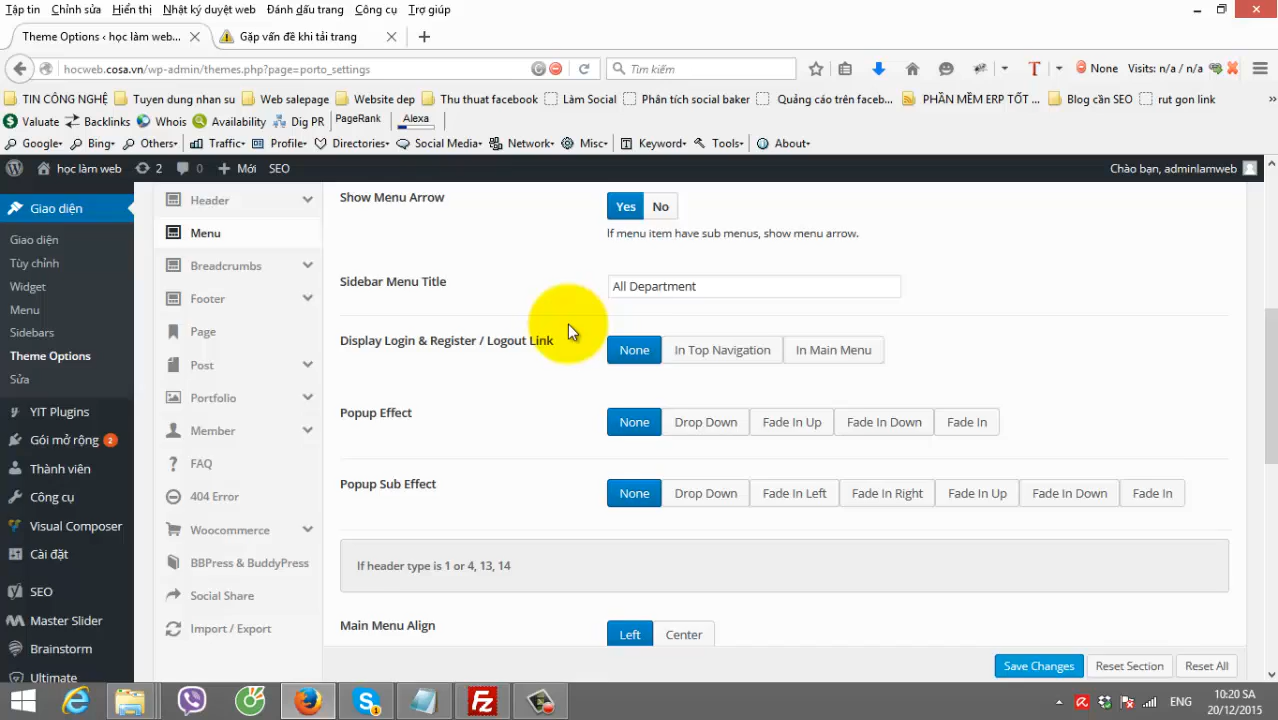 Tập tin Chỉnh sửa Hiển thị Nhật ký duyệt web Đánh dấu trang Công cụ Trợ giúp
Theme Options ‹ học làm web... Gặp vấn đề khi tải trang
hocweb.cosa.vn/wp-admin/themes.php?page=porto_settings Tìm kiếm None Visits: n/a / n/a
TIN CÔNG NGHỆ Tuyen dung nhan su Web salepage Website dep Thu thuat facebook Làm Social Phân tích social baker Quảng cáo trên faceb... PHẦN MỀM ERP TỐT ... Blog cần SEO rut gon link
Valuate Backlinks Whois Availability Dig PR PageRank Alexa
Google Bing Others Traffic Profile Directories Social Media Network Misc Keyword Tools About
học làm web 2 0 Mới SEO Chào bạn, adminlamweb
Giao diện
Giao diện
Tùy chỉnh
Widget
Menu
Sidebars
Theme Options
Sửa
YIT Plugins
Gói mở rộng 2
Thành viên
Công cụ
Visual Composer
Cài đặt
SEO
Master Slider
Brainstorm
Ultimate
Header
Menu
Breadcrumbs
Footer
Page
Post
Portfolio
Member
FAQ
404 Error
Woocommerce
BBPress & BuddyPress
Social Share
Import / Export
Show Menu Arrow Yes No
If menu item have sub menus, show menu arrow.
Sidebar Menu Title All Department
Display Login & Register / Logout Link None In Top Navigation In Main Menu
Popup Effect None Drop Down Fade In Up Fade In Down Fade In
Popup Sub Effect None Drop Down Fade In Left Fade In Right Fade In Up Fade In Down Fade In
If header type is 1 or 4, 13, 14
Main Menu Align Left Center
Save Changes Reset Section Reset All
ENG 10:20 SA
20/12/2015